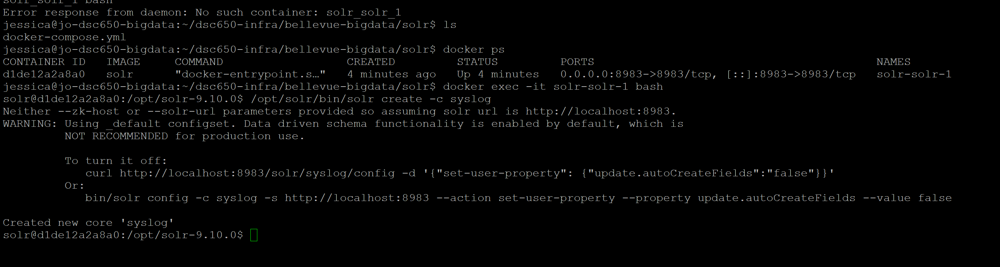 solr_solr_1 bash
Error response from daemon: No such container: solr_solr_1
jessica@jo-dsc650-bigdata:~/dsc650-infra/bellevue-bigdata/solr$ ls
docker-compose.yml
jessica@jo-dsc650-bigdata:~/dsc650-infra/bellevue-bigdata/solr$ docker ps
CONTAINER ID   IMAGE     COMMAND                  CREATED         STATUS         PORTS                                         NAMES
d1de12a2a8a0   solr      "docker-entrypoint.s…"   4 minutes ago   Up 4 minutes   0.0.0.0:8983->8983/tcp, [::]:8983->8983/tcp   solr-solr-1
jessica@jo-dsc650-bigdata:~/dsc650-infra/bellevue-bigdata/solr$ docker exec -it solr-solr-1 bash
solr@d1de12a2a8a0:/opt/solr-9.10.0$ /opt/solr/bin/solr create -c syslog
Neither --zk-host or --solr-url parameters provided so assuming solr url is http://localhost:8983.
WARNING: Using _default configset. Data driven schema functionality is enabled by default, which is
         NOT RECOMMENDED for production use.

         To turn it off:
            curl http://localhost:8983/solr/syslog/config -d '{"set-user-property": {"update.autoCreateFields":"false"}}'
         Or:
            bin/solr config -c syslog -s http://localhost:8983 --action set-user-property --property update.autoCreateFields --value false

Created new core 'syslog'
solr@d1de12a2a8a0:/opt/solr-9.10.0$